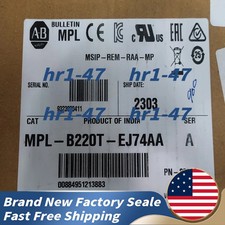 AB
BULLETIN
MPL
MSIP-REM-RAA-MP
hr1-47 hr1-47
SERIAL NO.
SHIP DATE:
2303
hr1-47 hr1-47
CAT
PRODUCT OF INDIA
SER
MPL-B220T-EJ74AA A
00884951213883
Brand New Factory Seale
Fast Free Shipping